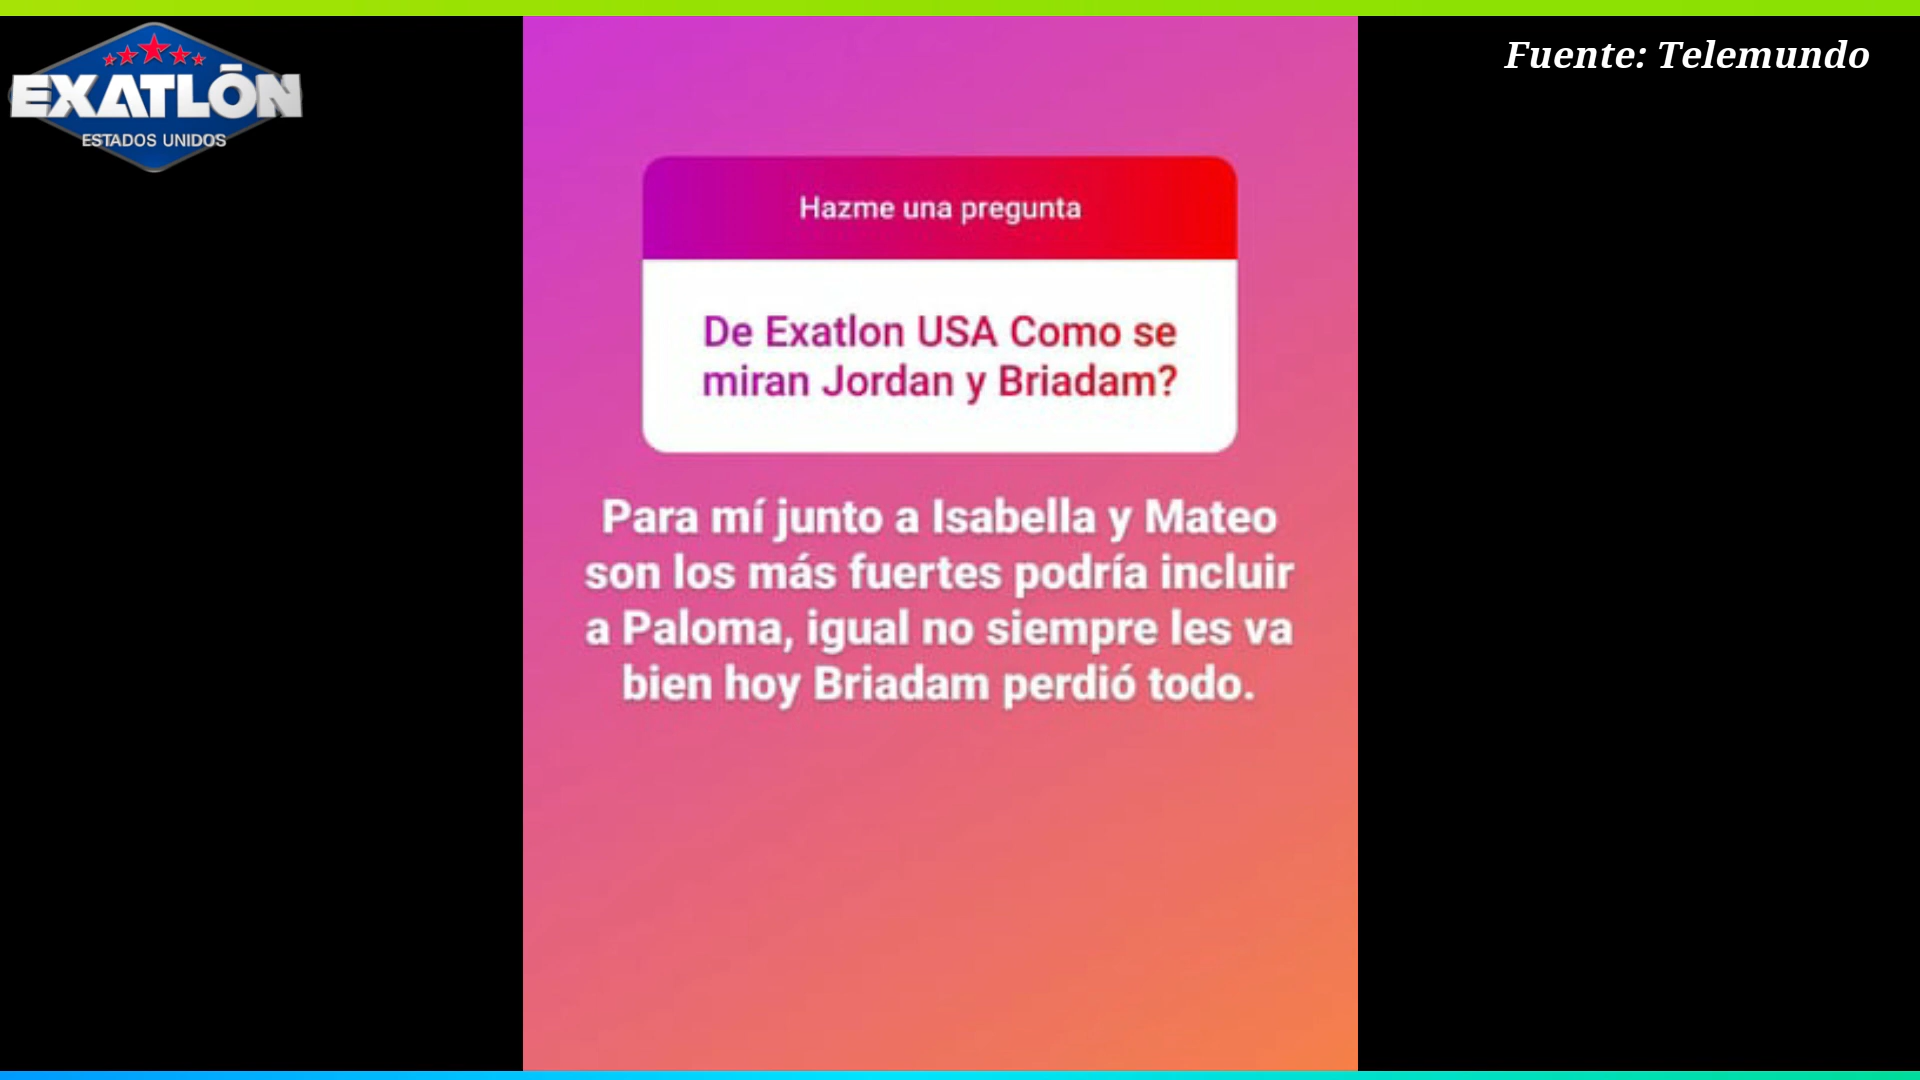 EXATLŌN
ESTADOS UNIDOS
Fuente: Telemundo
Hazme una pregunta
De Exatlon USA Como se
miran Jordan y Briadam?
Para mí junto a Isabella y Mateo
son los más fuertes podría incluir
a Paloma, igual no siempre les va
bien hoy Briadam perdió todo.